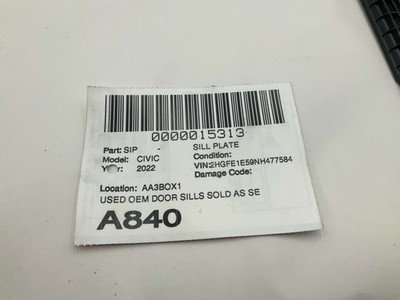 0000015313
Part: SIP SILL PLATE
Model: CIVIC Condition:
Year: 2022 VIN:2HGFE1E59NH477584
Damage Code:
Location: AA3BOX1
USED OEM DOOR SILLS SOLD AS SE
A840